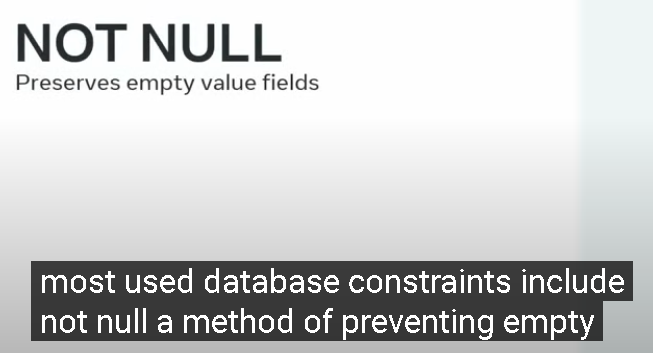 NOT NULL
Preserves empty value fields
most used database constraints include
not null a method of preventing empty